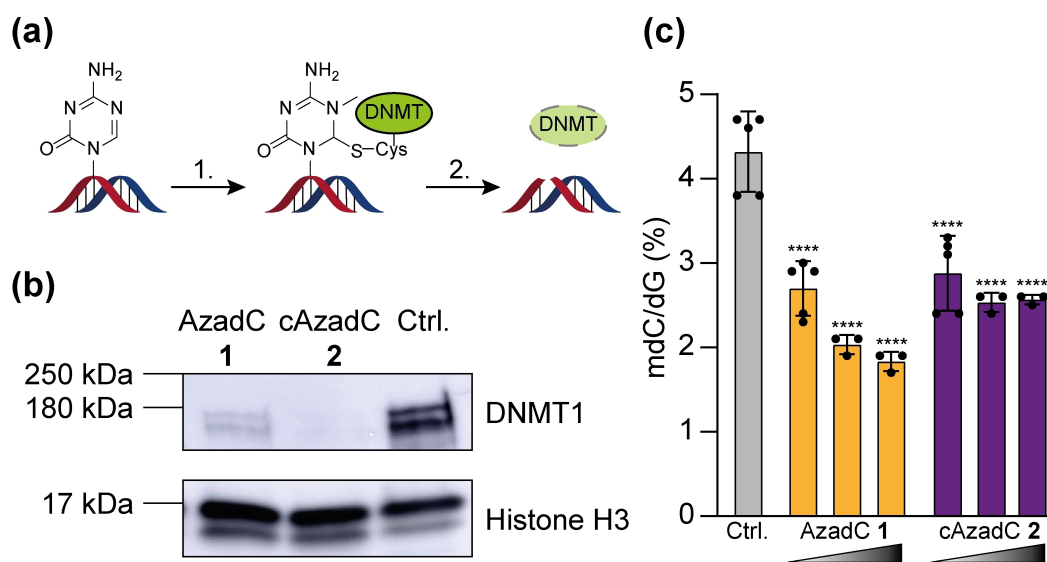 (a)
NH₂
N
N
O
N
1.
NH₂
N
N
DNMT
O
N
S
Cys
2.
DNMT
(b)
AzadC cAzadC Ctrl.
1 2
250 kDa
180 kDa
DNMT1
17 kDa
Histone H3
(c)
mdC/dG (%)
5
4
3
2
1
0
****
****
****
****
****
****
Ctrl.
AzadC 1
cAzadC 2